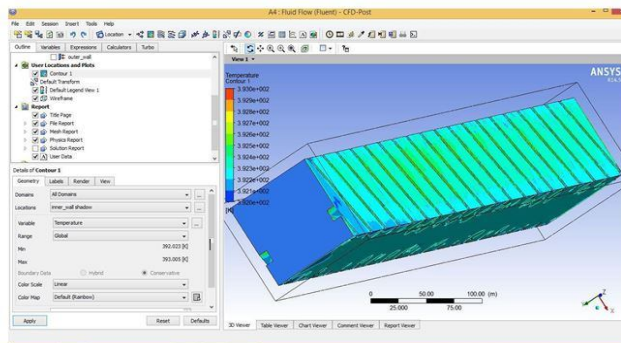 A4 : Fluid Flow (Fluent) - CFD-Post
File Edit Session Insert Tools Help
Location
Outline Variables Expressions Calculators Turbo
outer_wall
User Locations and Plots
Contour 1
Default Transform
Default Legend View 1
Wireframe
Report
Title Page
File Report
Mesh Report
Physics Report
Solution Report
User Data
Details of Contour 1
Geometry Labels Render View
Domains All Domains ...
Locations inner_wall shadow ...
Variable Temperature ...
Range Global
Min 392.023 [K]
Max 393.005 [K]
Boundary Data Hybrid Conservative
Color Scale Linear
Color Map Default (Rainbow)
Apply Reset Defaults
View 1
Temperature
Contour 1
3.930e+002
3.929e+002
3.928e+002
3.927e+002
3.926e+002
3.925e+002
3.924e+002
3.923e+002
3.922e+002
3.921e+002
3.920e+002
[K]
ANSYS
0 50.00 100.00 (m)
25.000 75.00
Z
X
3D Viewer Table Viewer Chart Viewer Comment Viewer Report Viewer